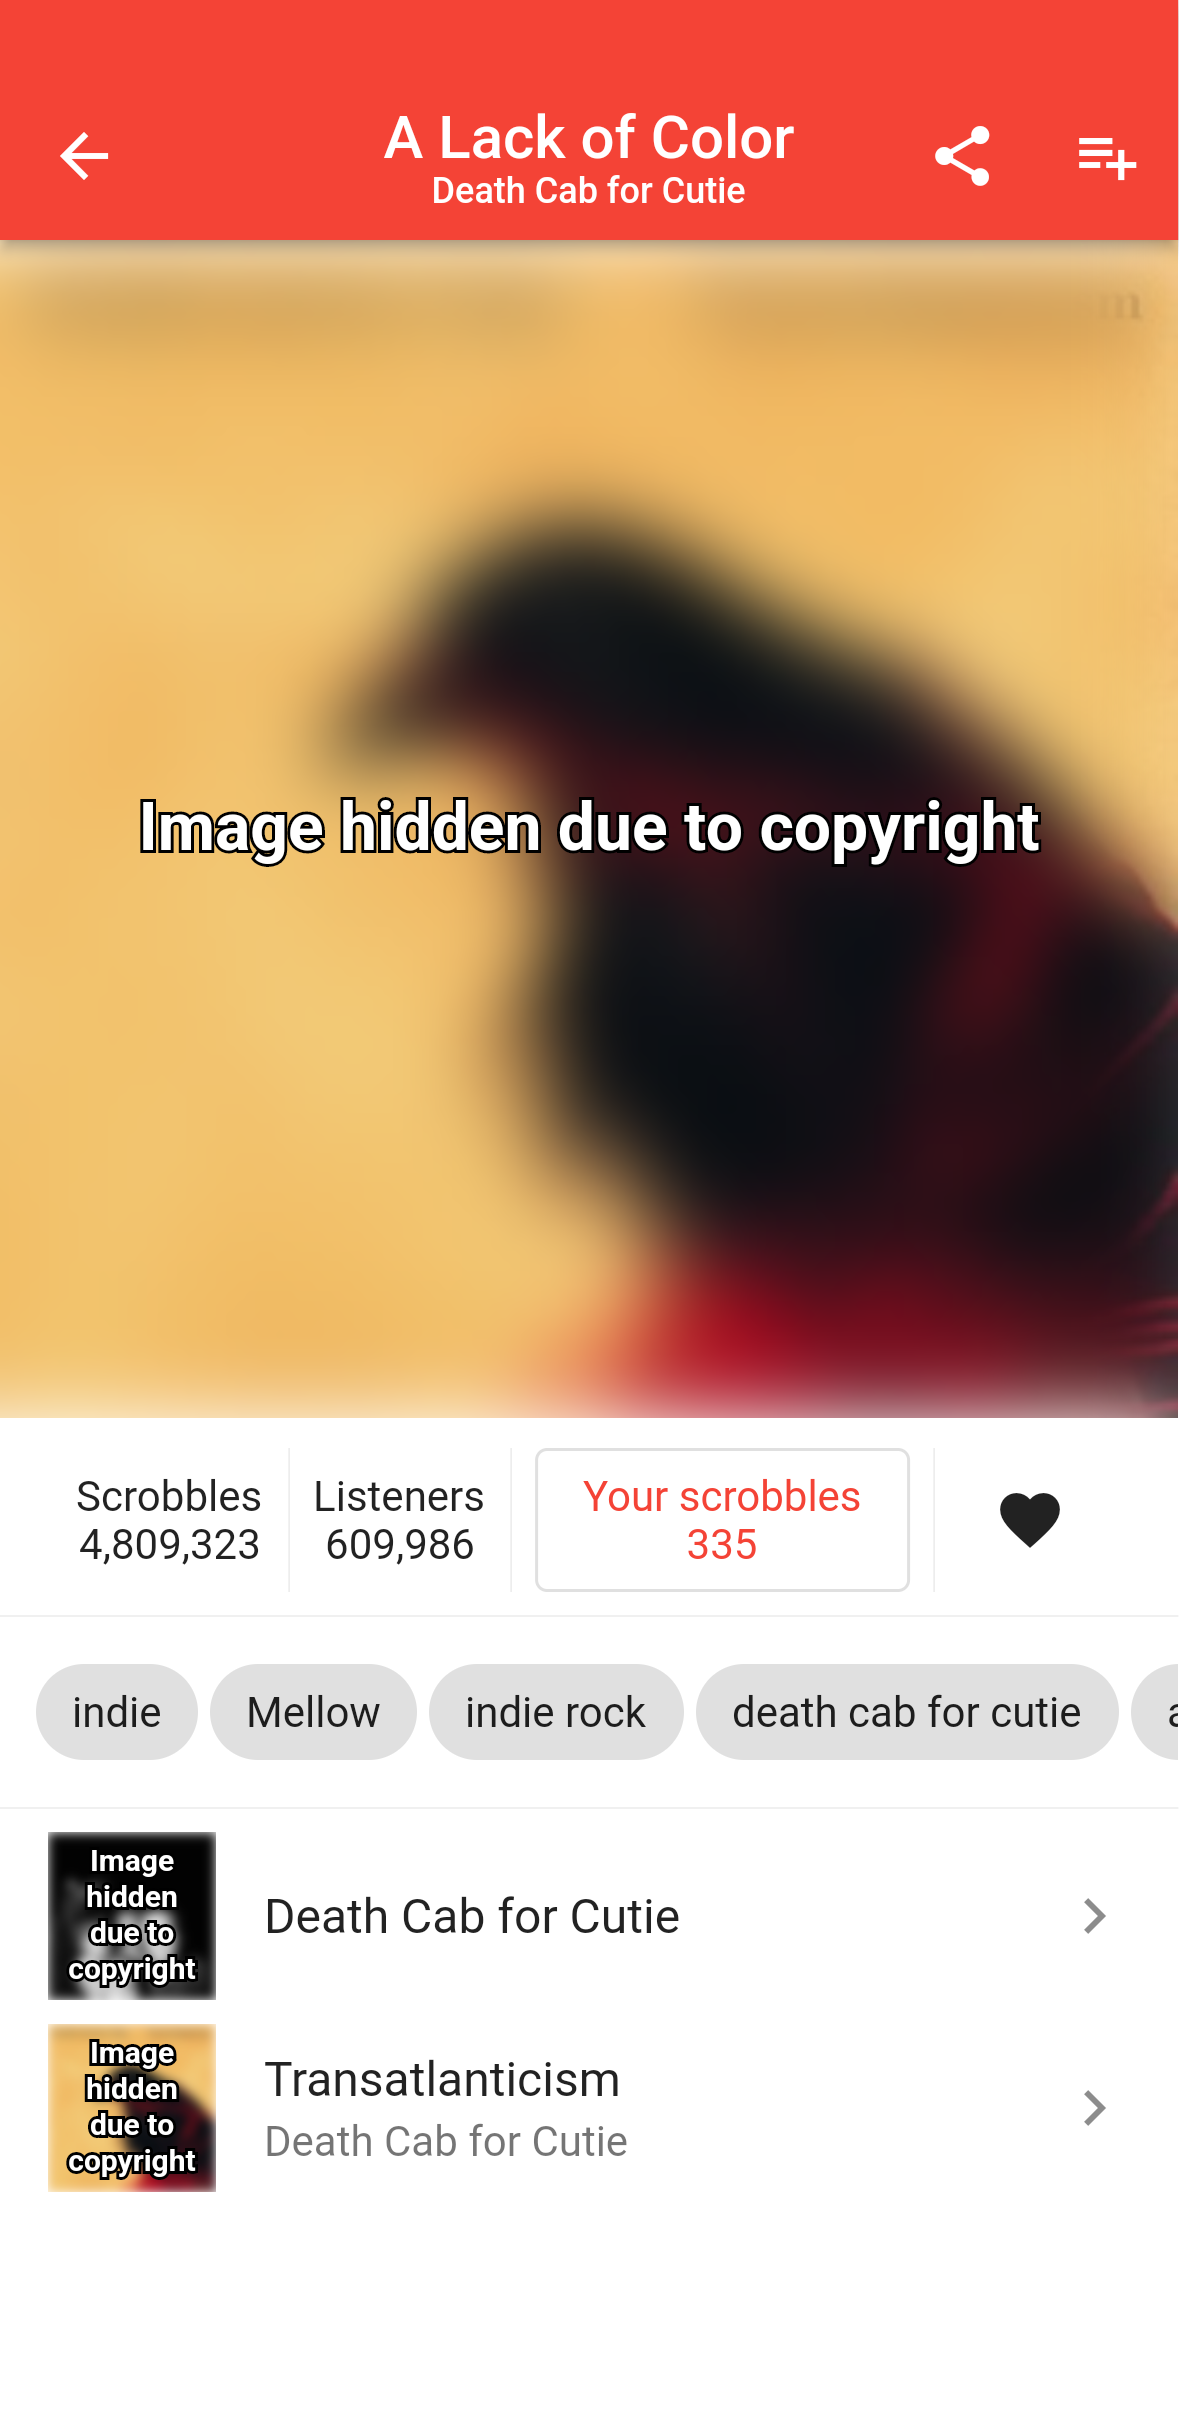 A Lack of Color
Death Cab for Cutie
m
Image hidden due to copyright
Scrobbles
4,809,323
Listeners
609,986
Your scrobbles
335
indie
Mellow
indie rock
death cab for cutie
a
Image
hidden
due to
copyright
Death Cab for Cutie
Image
hidden
due to
copyright
Transatlanticism
Death Cab for Cutie